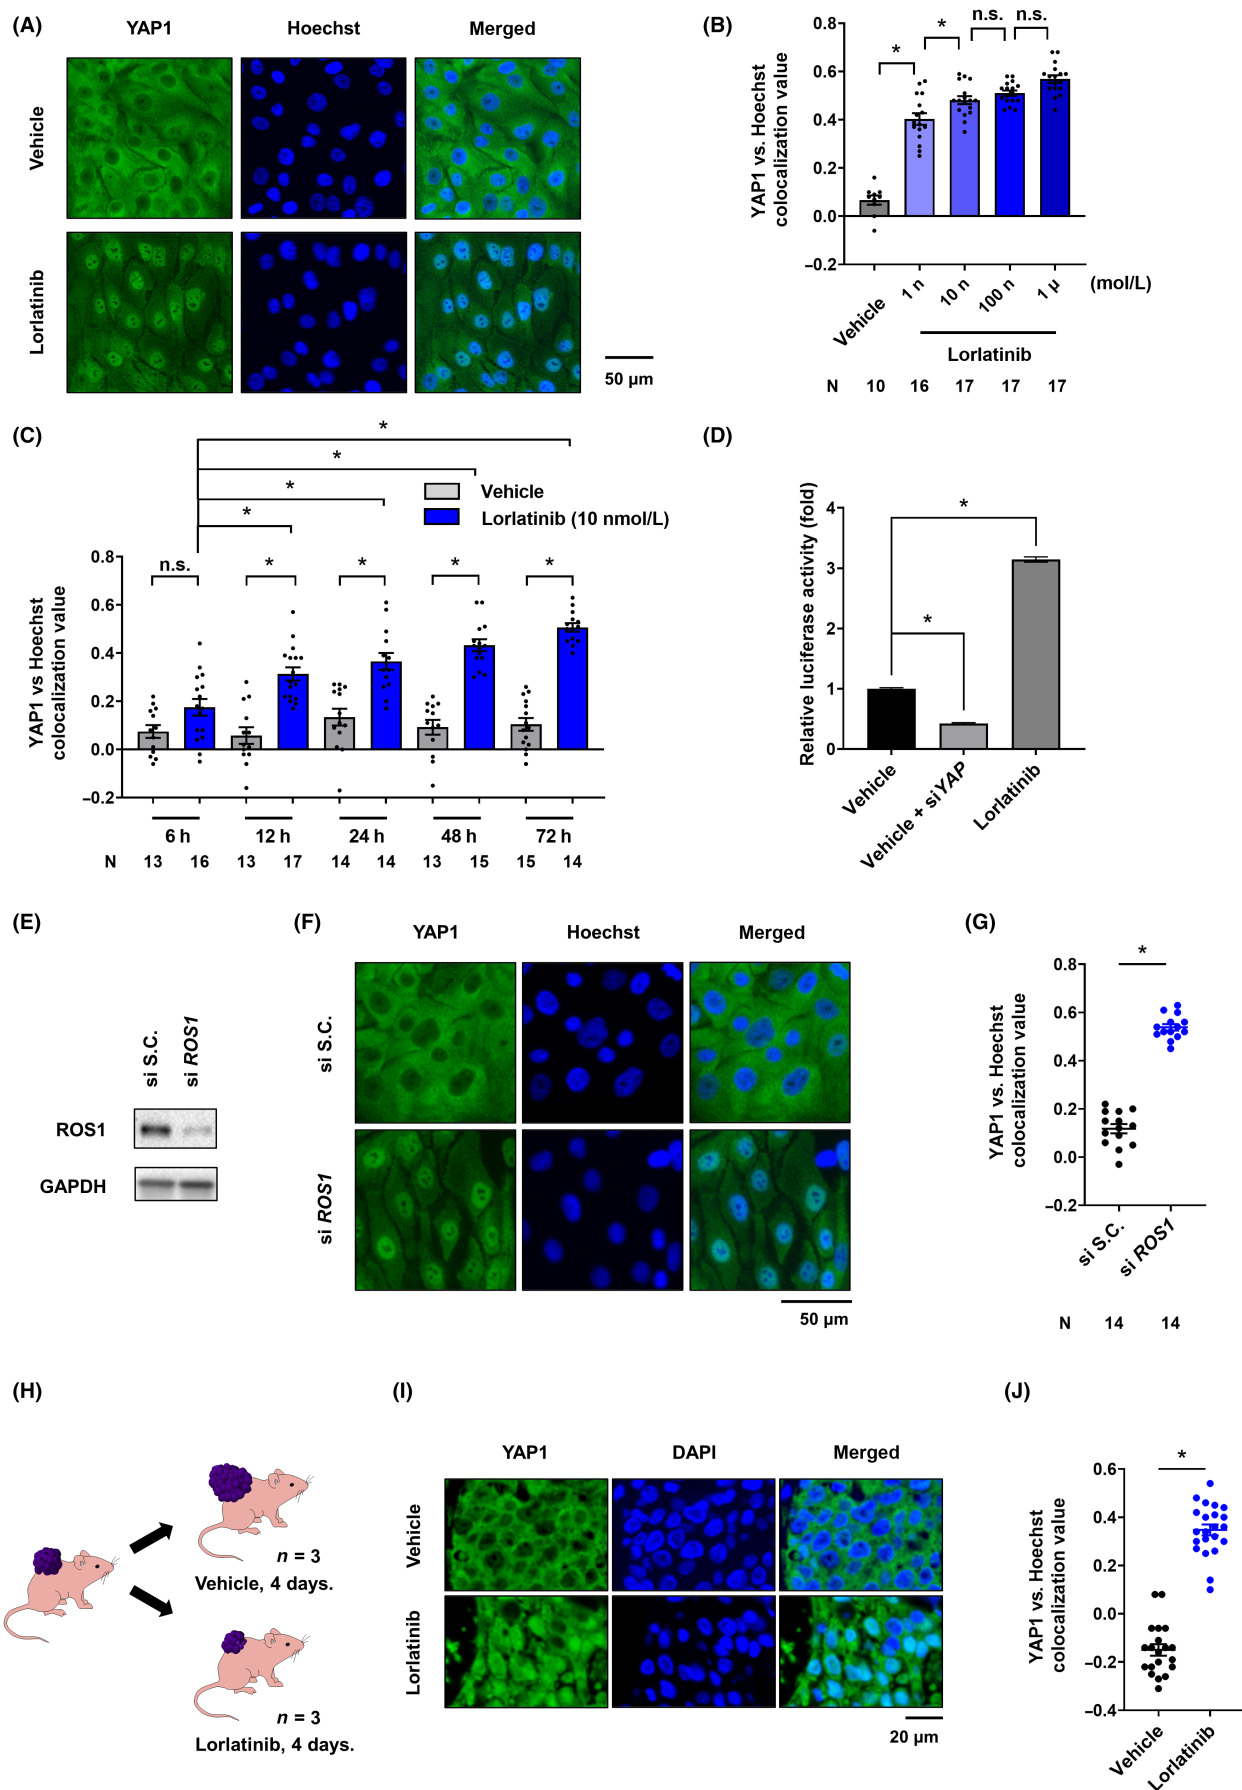 (A)
YAP1 Hoechst Merged
Vehicle
Lorlatinib
50 µm
(B)
YAP1 vs. Hoechst
colocalization value
0.8
0.6
0.4
0.2
0.0
–0.2
* * n.s. n.s.
Vehicle 1 n 10 n 100 n 1 µ (mol/L)
Lorlatinib
N 10 16 17 17 17
(C)
*
*
*
*
Vehicle
Lorlatinib (10 nmol/L)
YAP1 vs Hoechst
colocalization value
0.8
0.6
0.4
0.2
0.0
–0.2
n.s. * * * *
6 h 12 h 24 h 48 h 72 h
N 13 16 13 17 14 14 13 15 15 14
(D)
Relative luciferase activity (fold)
4
3
2
1
0
*
*
Vehicle
Vehicle + siYAP
Lorlatinib
(E)
si S.C. si ROS1
ROS1
GAPDH
(F)
YAP1 Hoechst Merged
si S.C.
si ROS1
50 µm
(G)
YAP1 vs. Hoechst
colocalization value
0.8
0.6
0.4
0.2
0.0
–0.2
*
si S.C. si ROS1
N 14 14
(H)
n = 3
Vehicle, 4 days.
n = 3
Lorlatinib, 4 days.
(I)
YAP1 DAPI Merged
Vehicle
Lorlatinib
20 µm
(J)
YAP1 vs. Hoechst
colocalization value
0.6
0.4
0.2
0.0
–0.2
–0.4
*
Vehicle Lorlatinib